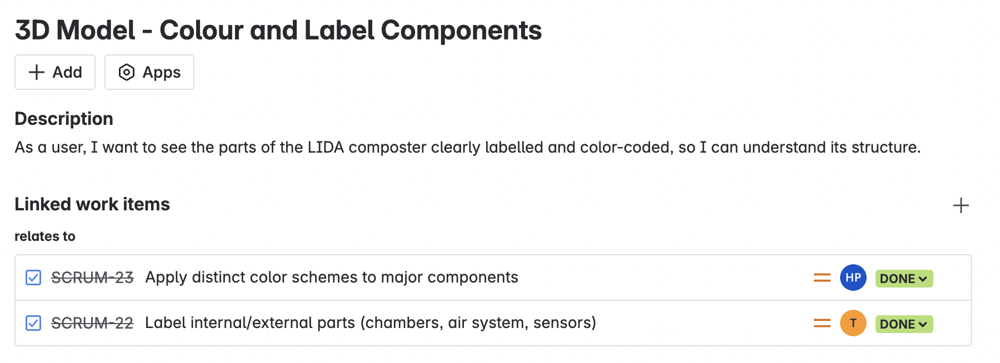 3D Model - Colour and Label Components
Add Apps
Description
As a user, I want to see the parts of the LIDA composter clearly labelled and color-coded, so I can understand its structure.
Linked work items
relates to
SCRUM-23 Apply distinct color schemes to major components HP DONE
SCRUM-22 Label internal/external parts (chambers, air system, sensors) T DONE